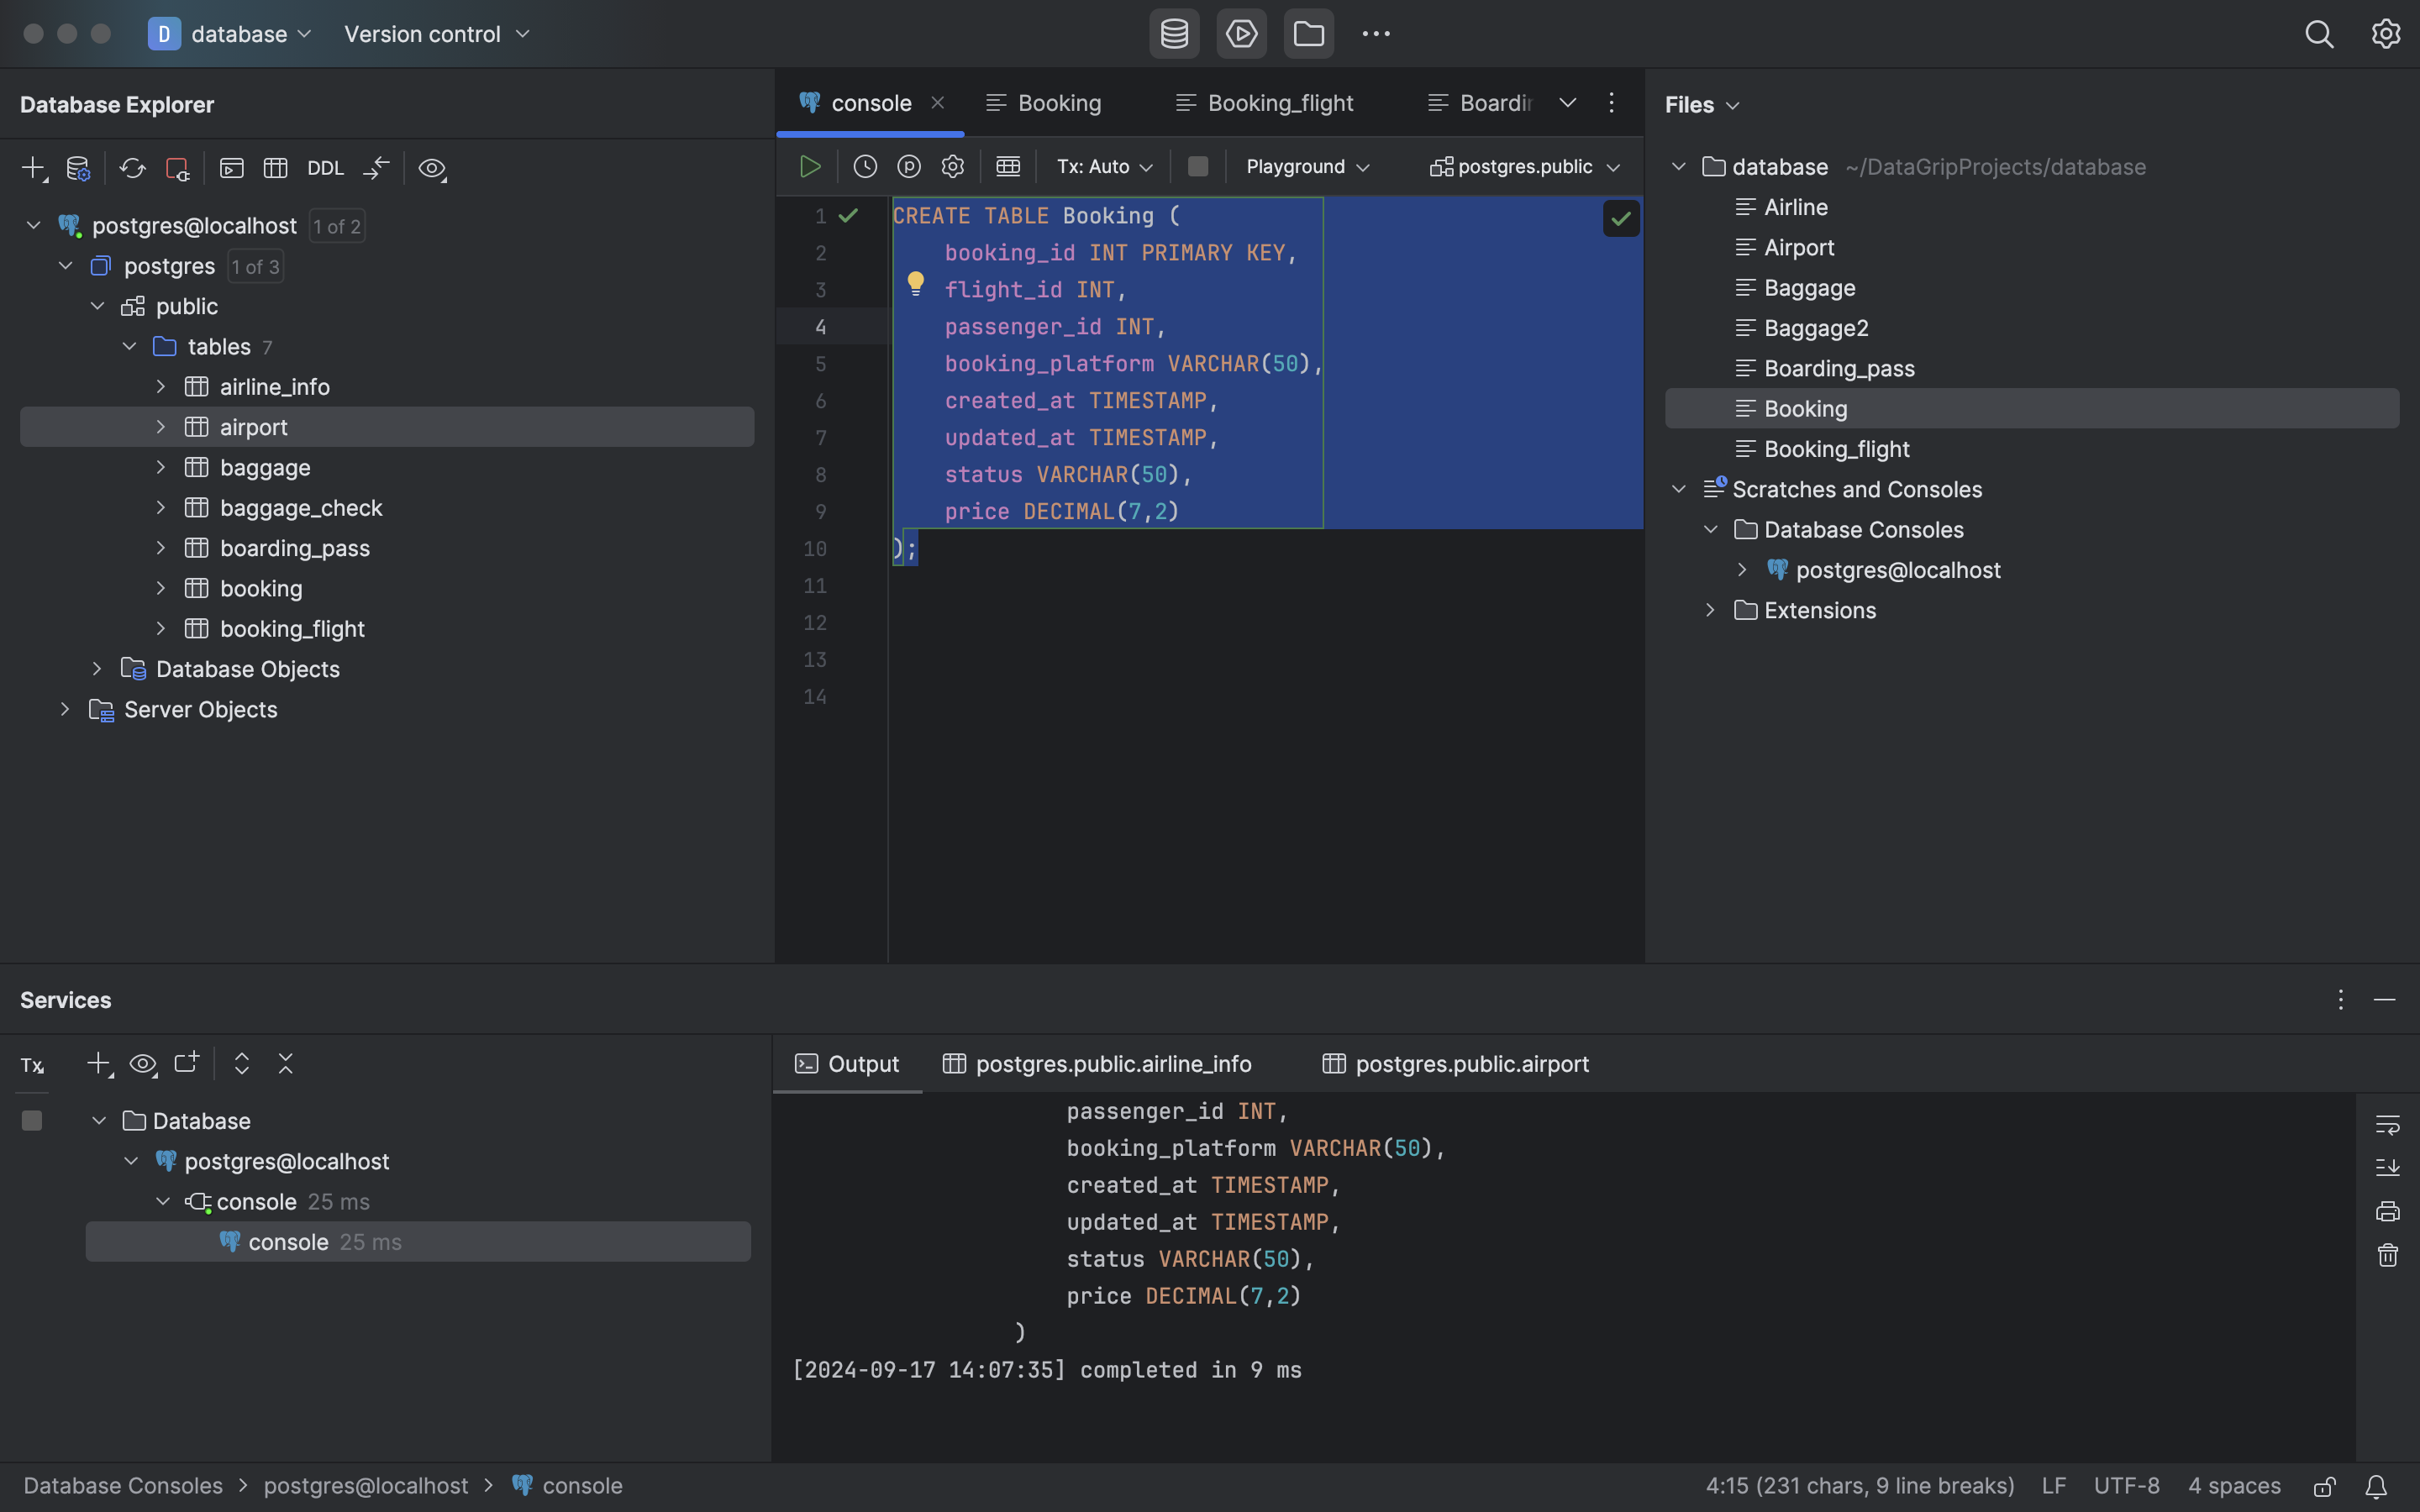 D database Version control
Database Explorer
DDL
postgres@localhost 1 of 2
postgres 1 of 3
public
tables 7
airline_info
airport
baggage
baggage_check
boarding_pass
booking
booking_flight
Database Objects
Server Objects
console Booking Booking_flight Boardin
Tx: Auto Playground postgres.public
1 CREATE TABLE Booking (
2 booking_id INT PRIMARY KEY,
3 flight_id INT,
4 passenger_id INT,
5 booking_platform VARCHAR(50),
6 created_at TIMESTAMP,
7 updated_at TIMESTAMP,
8 status VARCHAR(50),
9 price DECIMAL(7,2)
10 );
11
12
13
14
Files
database ~/DataGripProjects/database
Airline
Airport
Baggage
Baggage2
Boarding_pass
Booking
Booking_flight
Scratches and Consoles
Database Consoles
postgres@localhost
Extensions
Services
Tx
Database
postgres@localhost
console 25 ms
console 25 ms
Output postgres.public.airline_info postgres.public.airport
passenger_id INT,
booking_platform VARCHAR(50),
created_at TIMESTAMP,
updated_at TIMESTAMP,
status VARCHAR(50),
price DECIMAL(7,2)
)
[2024-09-17 14:07:35] completed in 9 ms
Database Consoles > postgres@localhost > console
4:15 (231 chars, 9 line breaks) LF UTF-8 4 spaces